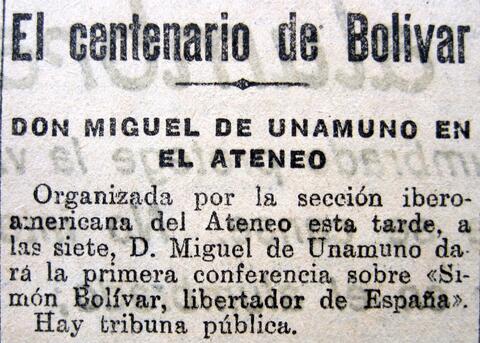 El centenario de Bolívar
DON MIGUEL DE UNAMUNO EN
EL ATENEO
Organizada por la sección ibero-
americana del Ateneo esta tarde, a
las siete, D. Miguel de Unamuno da-
rá la primera conferencia sobre «Si-
món Bolívar, libertador de España».
Hay tribuna pública.